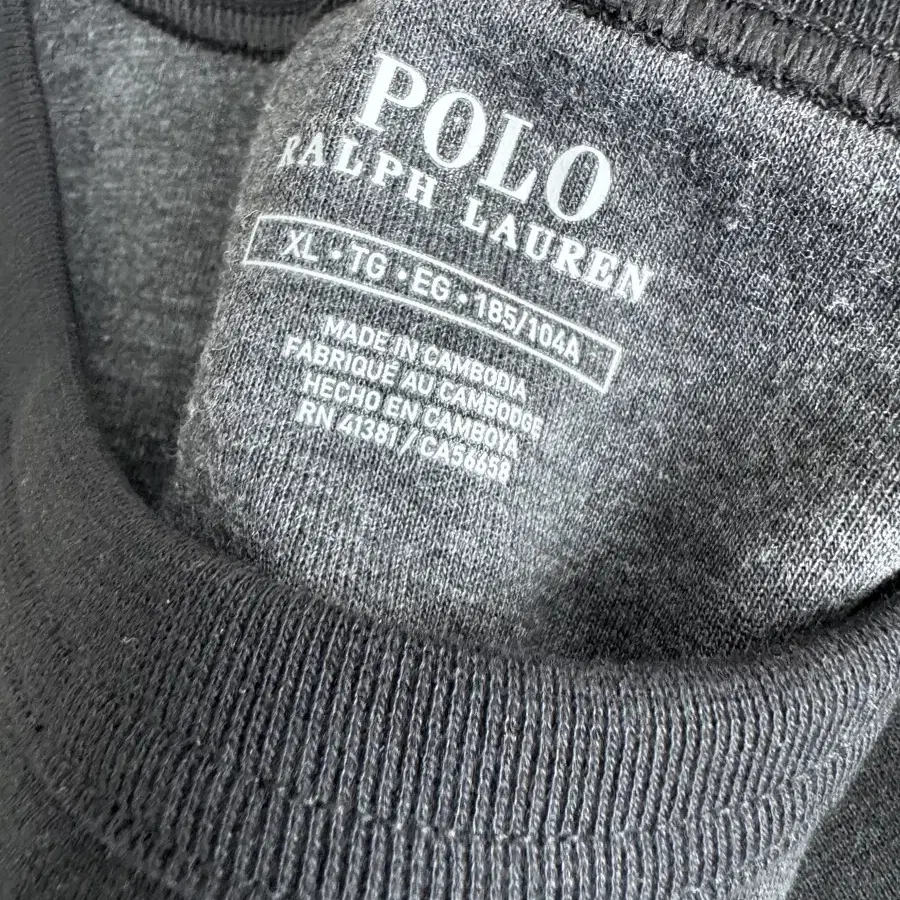 POLO
RALPH LAUREN
XL • TG • EG • 185/104A
MADE IN CAMBODIA
FABRIQUÉ AU CAMBODGE
HECHO EN CAMBOYA
RN 41381 / CA56658